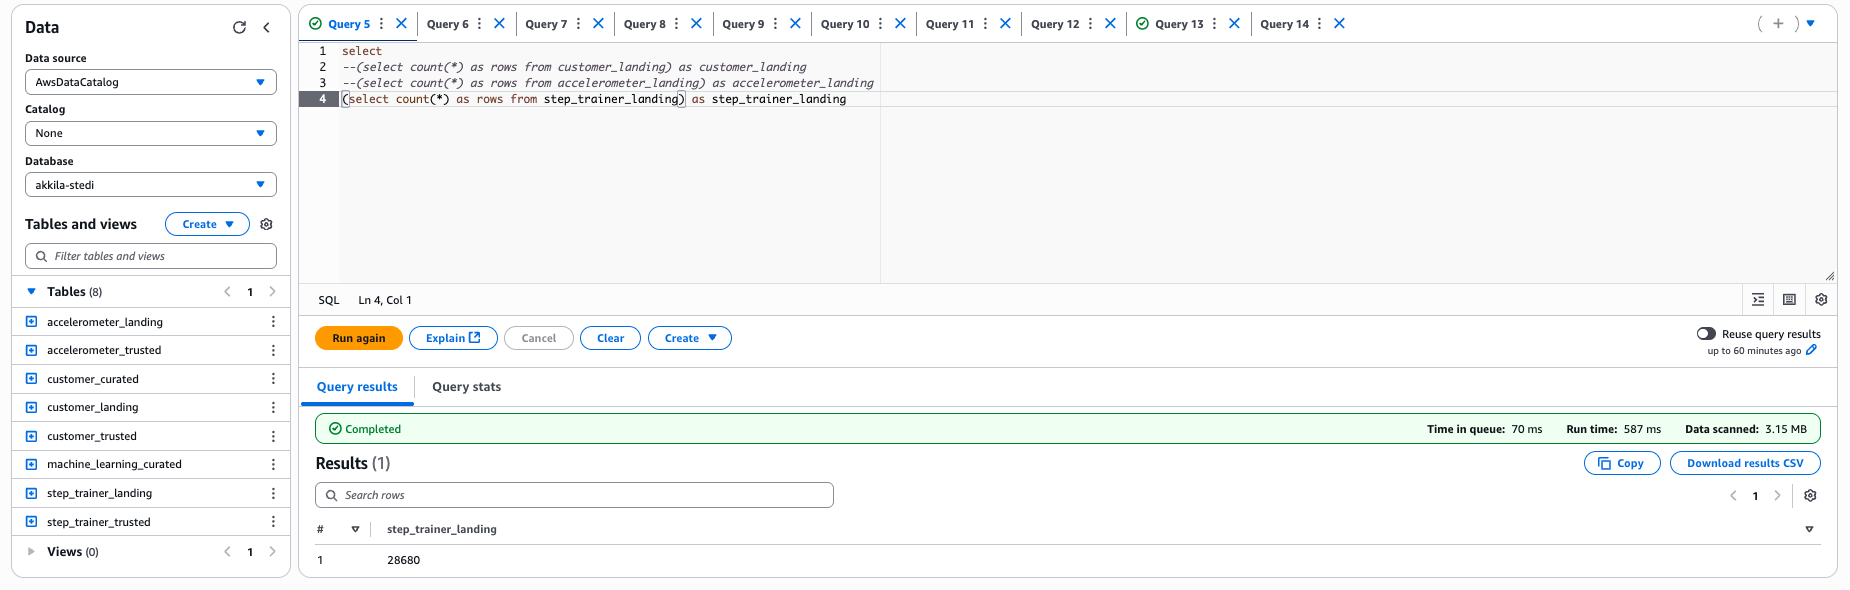 Data
Data source
AwsDataCatalog
Catalog
None
Database
akkila-stedi
Tables and views
Create
Filter tables and views
Tables (8)
1
accelerometer_landing
accelerometer_trusted
customer_curated
customer_landing
customer_trusted
machine_learning_curated
step_trainer_landing
step_trainer_trusted
Views (0)
1
Query 5
Query 6
Query 7
Query 8
Query 9
Query 10
Query 11
Query 12
Query 13
Query 14
1 select
2 --(select count(*) as rows from customer_landing) as customer_landing
3 --(select count(*) as rows from accelerometer_landing) as accelerometer_landing
4 (select count(*) as rows from step_trainer_landing) as step_trainer_landing
SQL Ln 4, Col 1
Run again
Explain
Cancel
Clear
Create
Reuse query results
up to 60 minutes ago
Query results
Query stats
Completed
Time in queue: 70 ms
Run time: 587 ms
Data scanned: 3.15 MB
Results (1)
Copy
Download results CSV
Search rows
1
# step_trainer_landing
1 28680